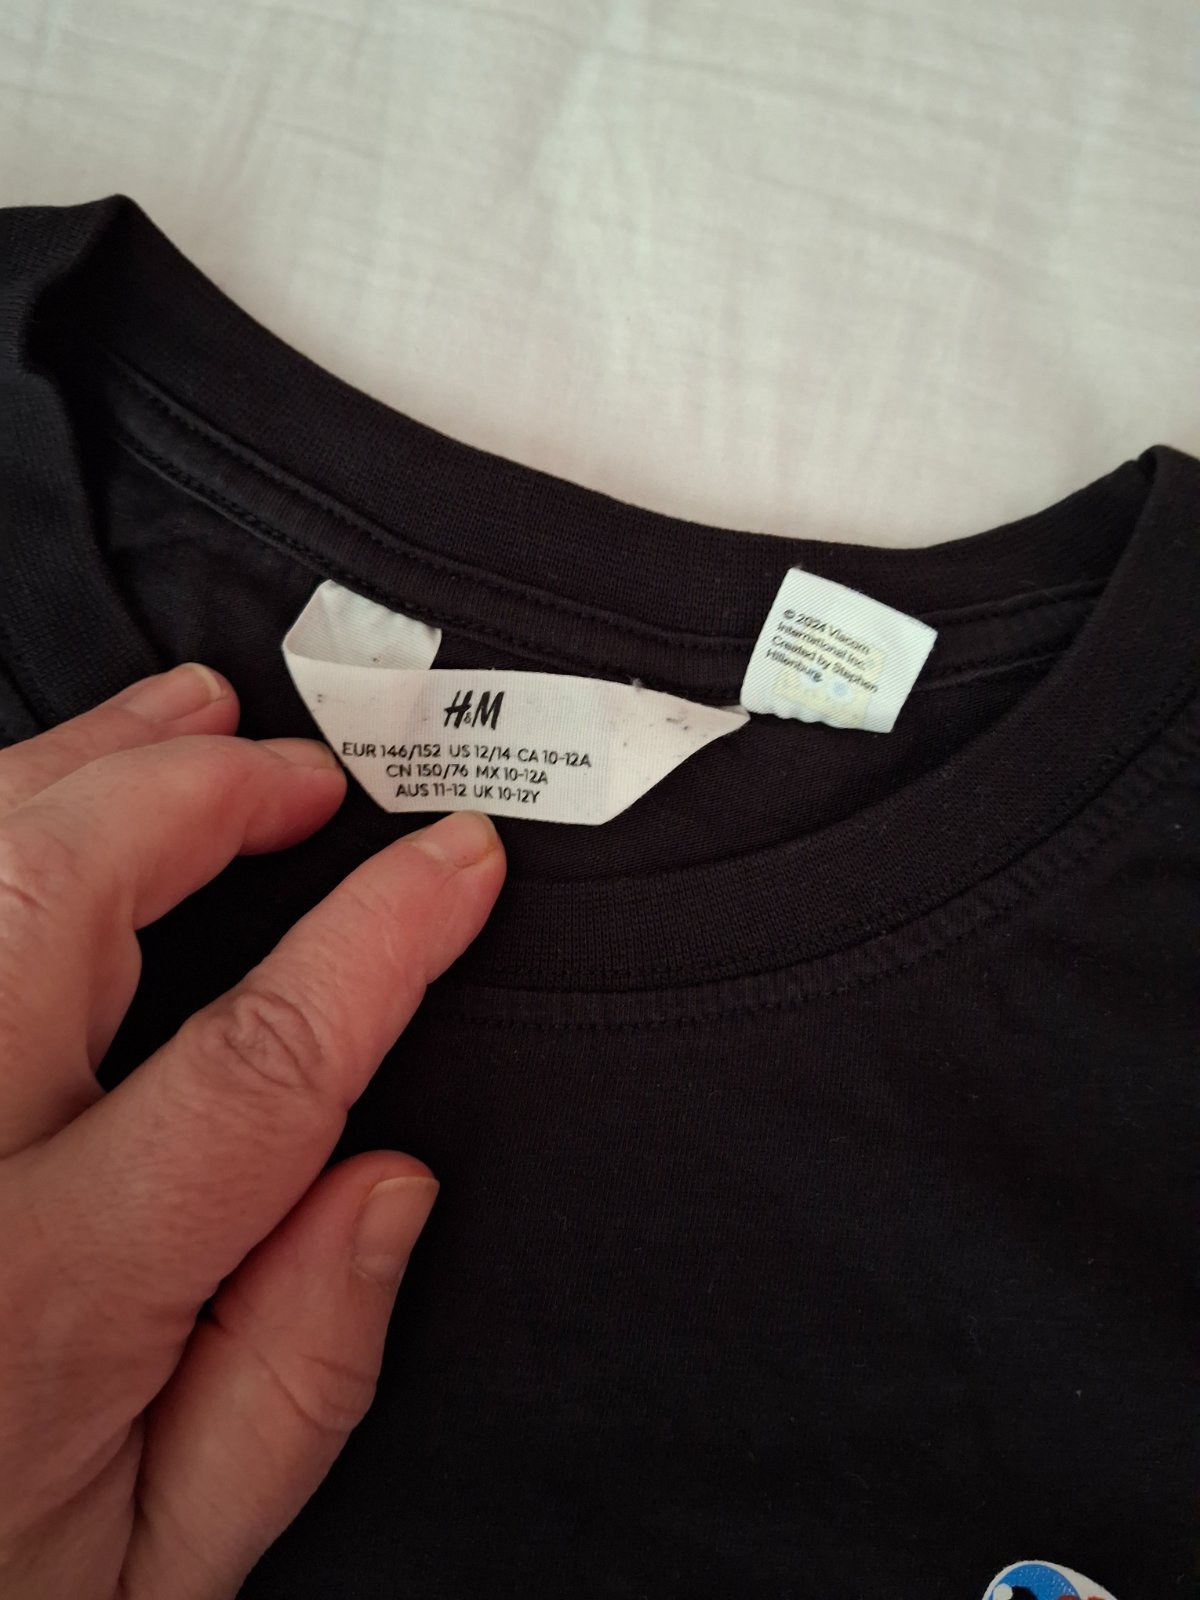 H&M
EUR 146/152 US 12/14 CA 10-12A
CN 150/76 MX 10-12A
AUS 11-12 UK 10-12Y
© 2024 Viacom
International Inc.
Created by Stephen
Hillenburg.